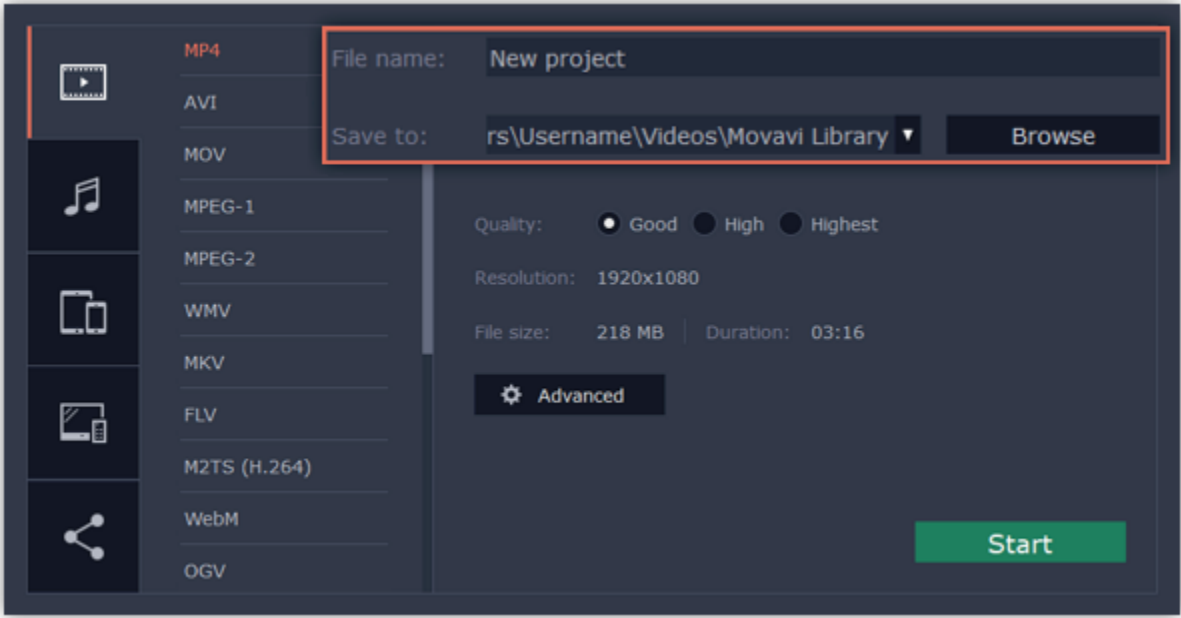 MP4
AVI
MOV
MPEG-1
MPEG-2
WMV
MKV
FLV
M2TS (H.264)
WebM
OGV
File name: New project
Save to: rs\Username\Videos\Movavi Library Browse
Quality: Good High Highest
Resolution: 1920x1080
File size: 218 MB Duration: 03:16
Advanced
Start